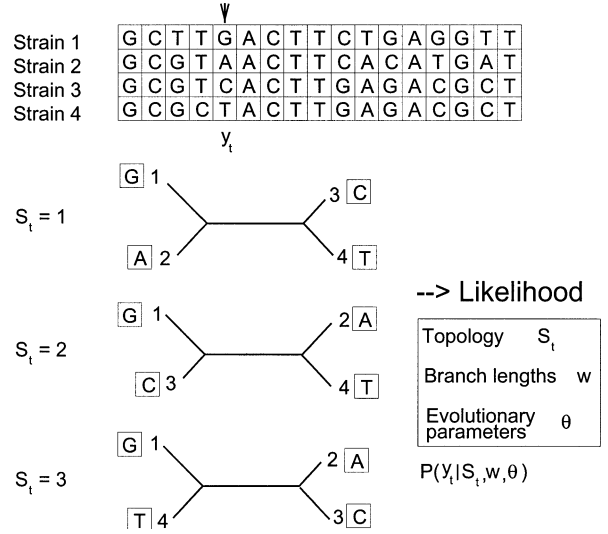 Strain 1 G C T T G A C T T C T G A G G T T
Strain 2 G C G T A A C T T C A C A T G A T
Strain 3 G C G T C A C T T G A G A C G C T
Strain 4 G C G C T A C T T G A G A C G C T
y_t
G 1 3 C
S_t = 1
A 2 4 T
--> Likelihood
G 1 2 A
Topology S_t
S_t = 2
Branch lengths w
C 3 4 T
Evolutionary
parameters θ
G 1 2 A
P(y_t|S_t,w,θ)
S_t = 3
T 4 3 C